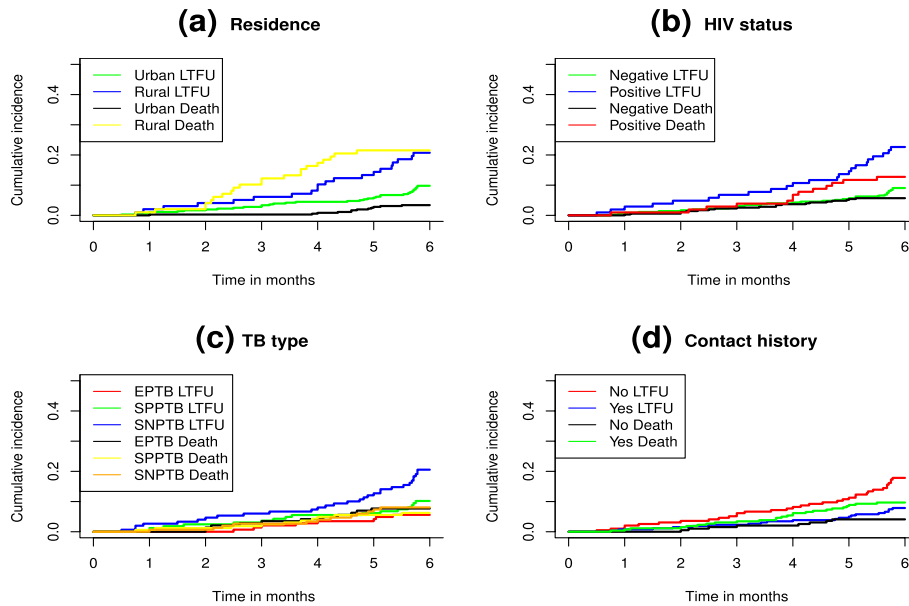 (a) Residence
Cumulative incidence
0.0 0.2 0.4
Urban LTFU
Rural LTFU
Urban Death
Rural Death
0 1 2 3 4 5 6
Time in months
(b) HIV status
Cumulative incidence
0.0 0.2 0.4
Negative LTFU
Positive LTFU
Negative Death
Positive Death
0 1 2 3 4 5 6
Time in months
(c) TB type
Cumulative incidence
0.0 0.2 0.4
EPTB LTFU
SPPTB LTFU
SNPTB LTFU
EPTB Death
SPPTB Death
SNPTB Death
0 1 2 3 4 5 6
Time in months
(d) Contact history
Cumulative incidence
0.0 0.2 0.4
No LTFU
Yes LTFU
No Death
Yes Death
0 1 2 3 4 5 6
Time in months